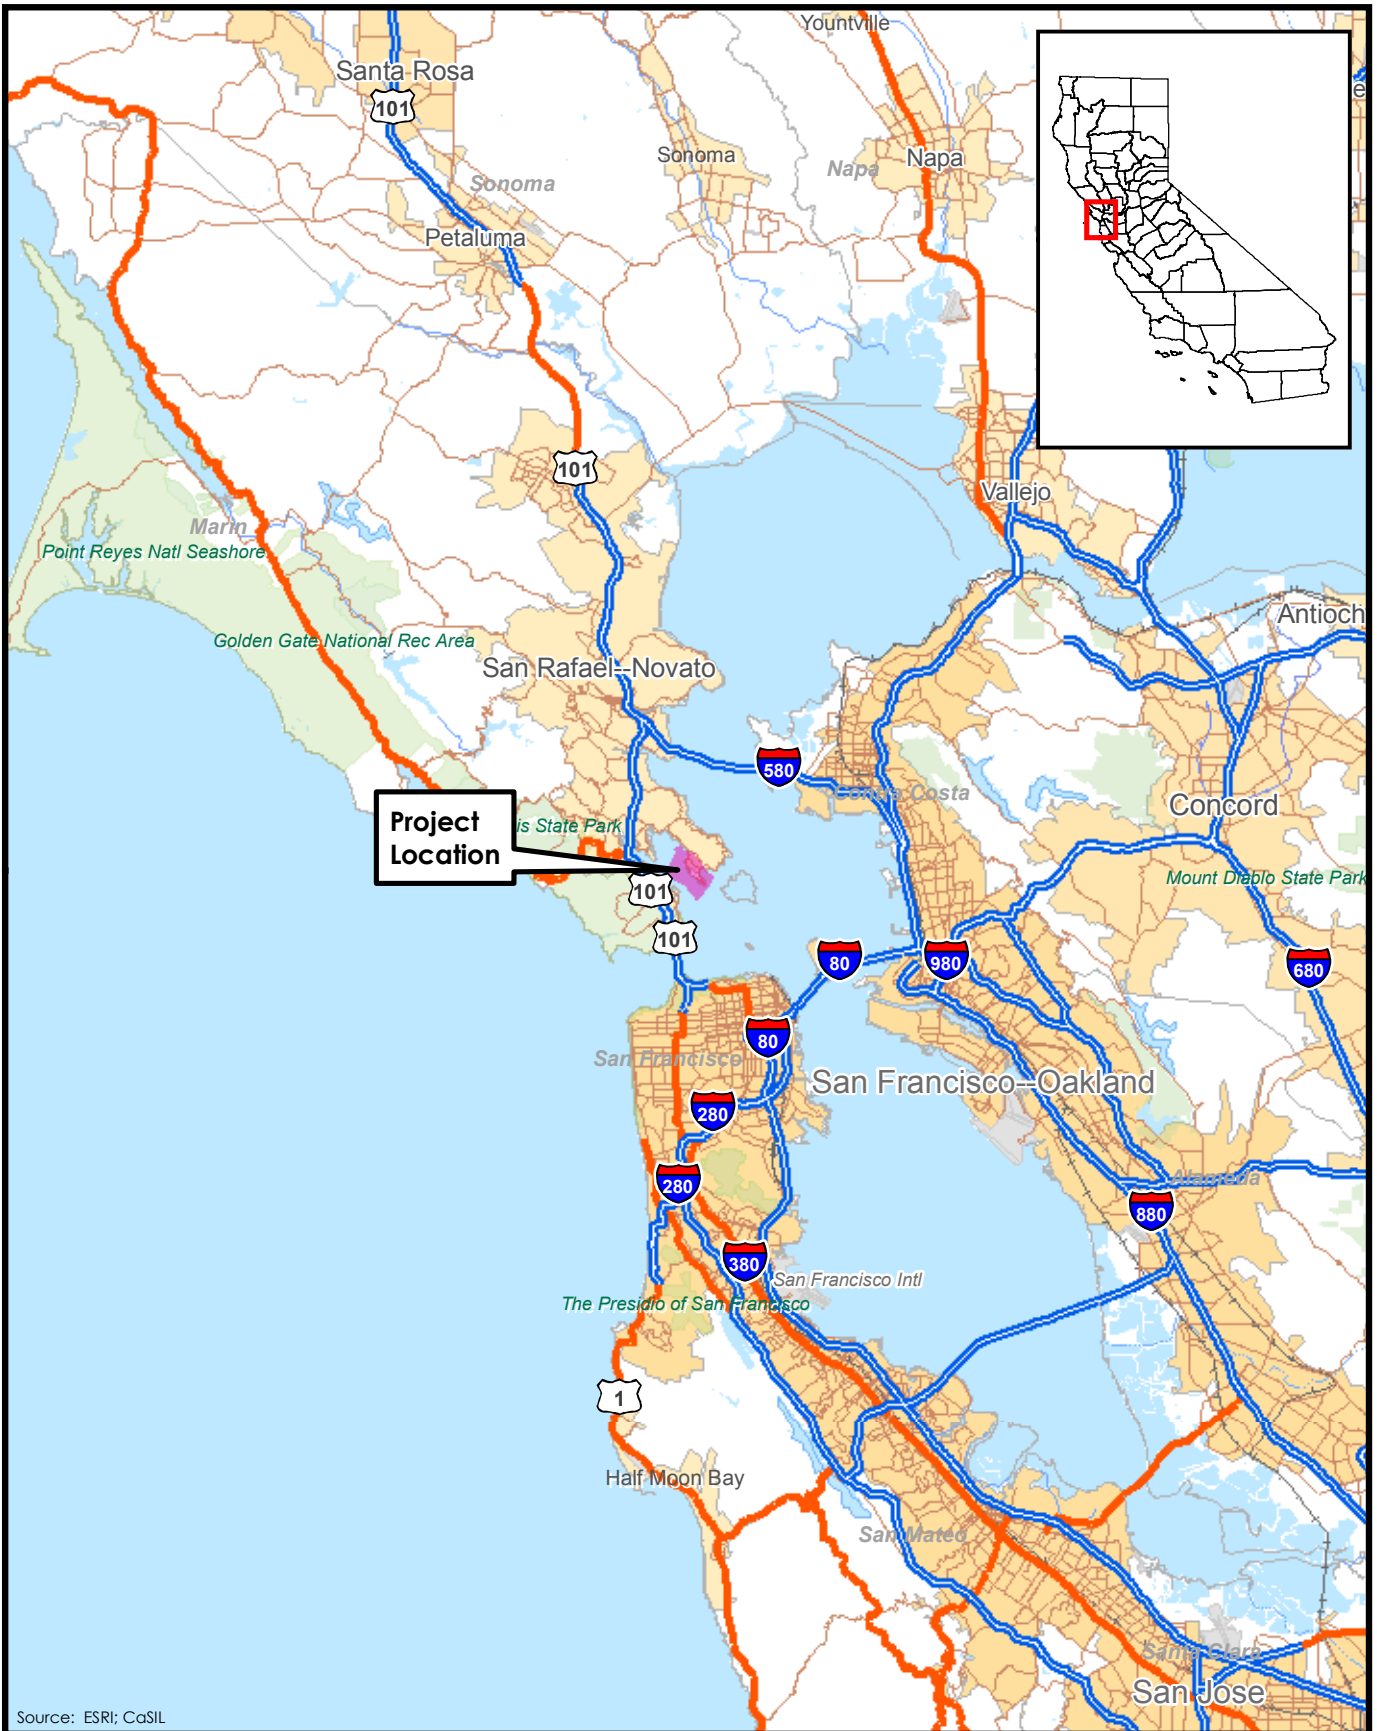 Yountville
Santa Rosa
101
Sonoma
Napa
Napa
Sonoma
Petaluma
101
Vallejo
Marin
Point Reyes Natl Seashore
Antioch
Golden Gate National Rec Area
San Rafael--Novato
580
Contra Costa
Concord
Project
Location
is State Park
Mount Diablo State Park
101
101
80
980
680
80
San Francisco
San Francisco--Oakland
280
280
Alameda
880
380
San Francisco Intl
The Presidio of San Francisco
1
Half Moon Bay
San Mateo
Santa Clara
San Jose
Source: ESRI; CaSIL